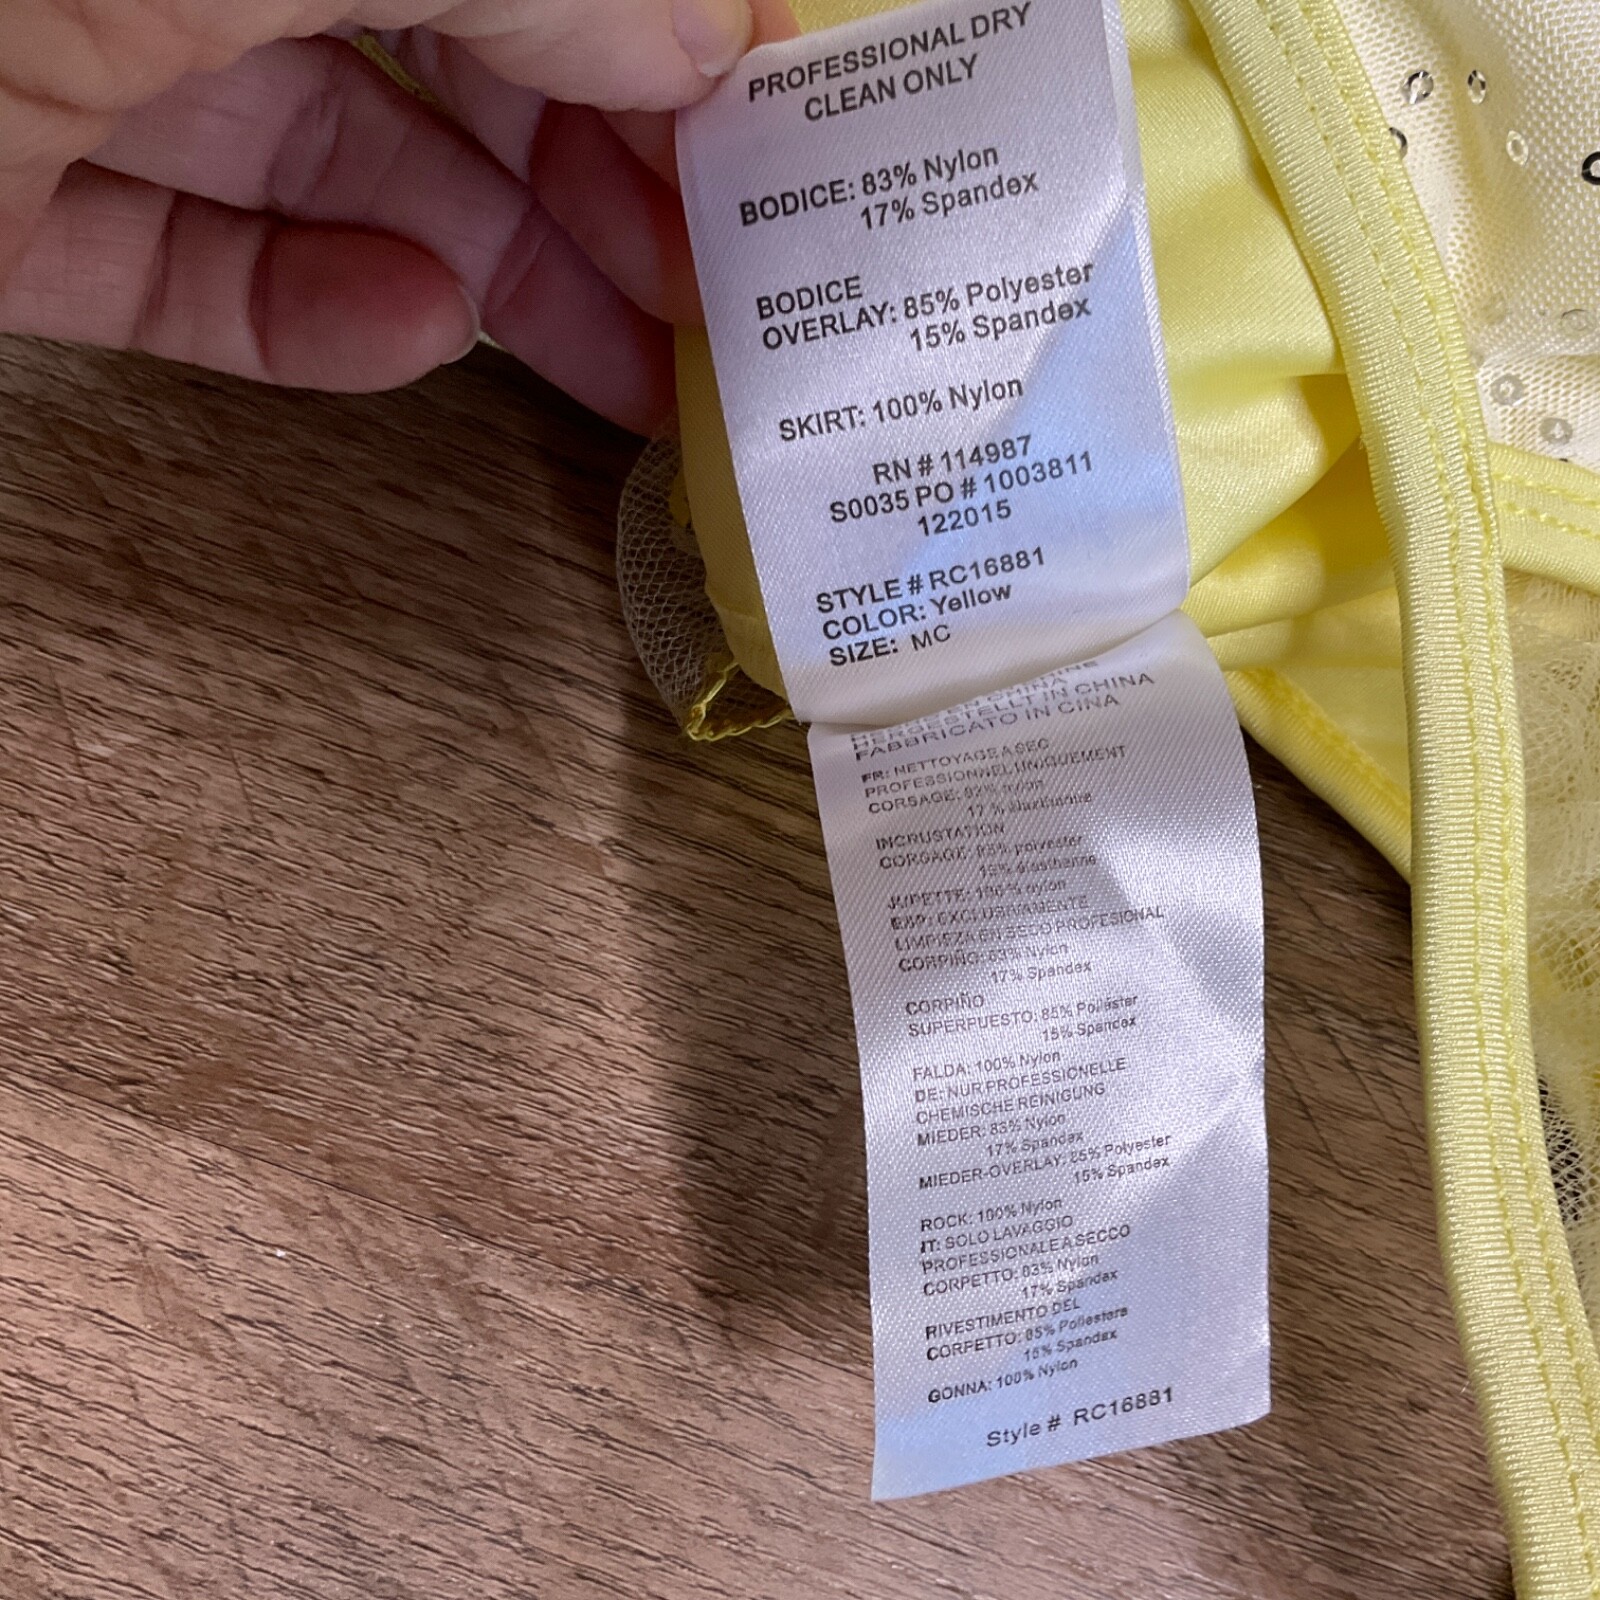 PROFESSIONAL DRY
CLEAN ONLY
BODICE: 83% Nylon
17% Spandex
BODICE
OVERLAY: 85% Polyester
15% Spandex
SKIRT: 100% Nylon
RN # 114987
S0035 PO # 1003811
122015
STYLE # RC16881
COLOR: Yellow
SIZE: MC
HERGESTELLT IN CHINA
FABBRICATO IN CINA
FR: NETTOYAGE A SEC
PROFESSIONNEL UNIQUEMENT
CORSAGE: nylon
17 % élasthanne
INCRUSTATION
85% polyester
15% élasthanne
JUPETTE: 100 % nylon
ESP: EXCLUSIVAMENTE
LIMPIEZA EN SECO PROFESIONAL
CORPIÑO: 83% Nylon
17% Spandex
CORPIÑO
SUPERPUESTO: 85% Poliéster
15% Spandex
FALDA: 100% Nylon
DE: NUR PROFESSIONELLE
CHEMISCHE REINIGUNG
MIEDER: 83% Nylon
17% Spandex
MIEDER-OVERLAY: 85% Polyester
15% Spandex
ROCK: 100% Nylon
IT: SOLO LAVAGGIO
PROFESSIONALE A SECCO
CORPETTO: 83% Nylon
17% Spandex
RIVESTIMENTO DEL
CORPETTO: 85% Poliestere
15% Spandex
GONNA: 100% Nylon
Style # RC16881